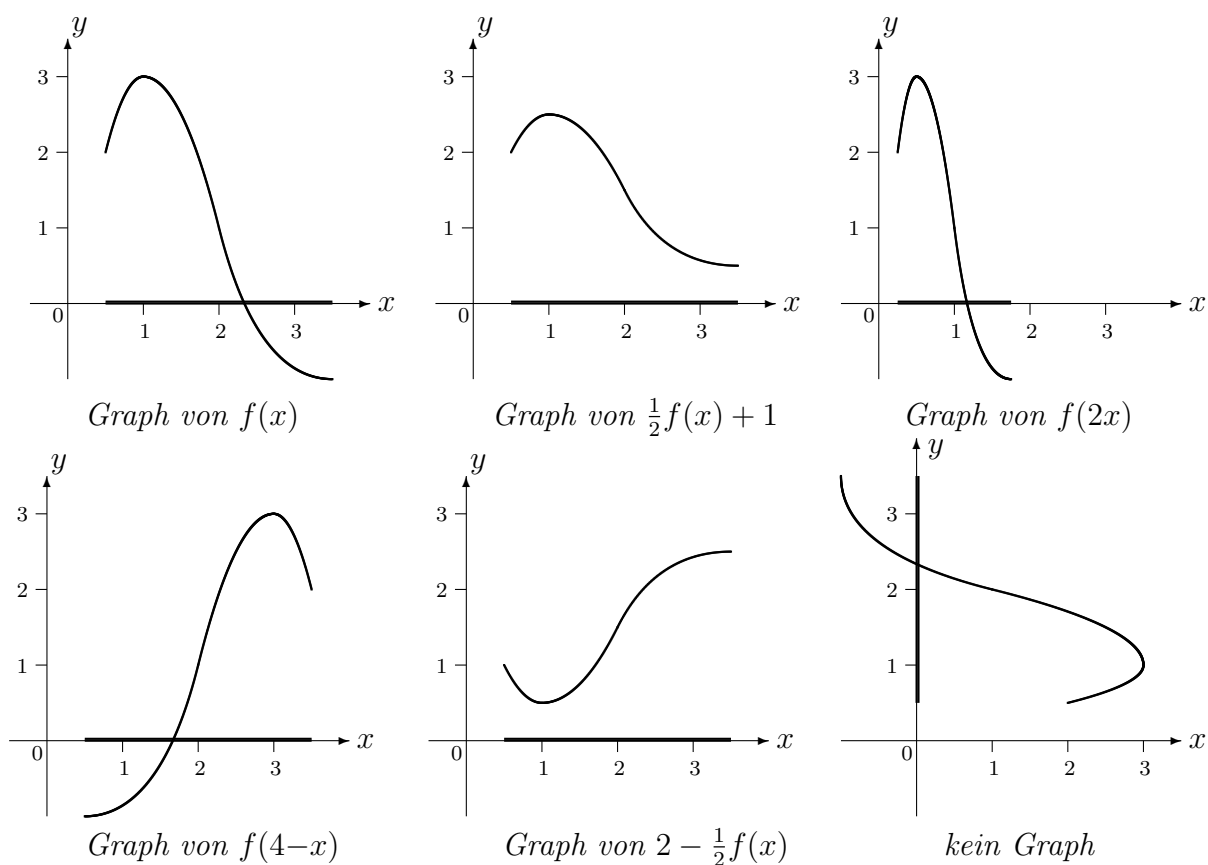 y y y
3 3 3
2 2 2
1 1 1
0 1 2 3 x 0 1 2 3 x 0 1 2 3 x
Graph von f(x) Graph von ½f(x) + 1 Graph von f(2x)
y y y
3 3 3
2 2 2
1 1 1
0 1 2 3 x 0 1 2 3 x 0 1 2 3 x
Graph von f(4−x) Graph von 2 − ½f(x) kein Graph